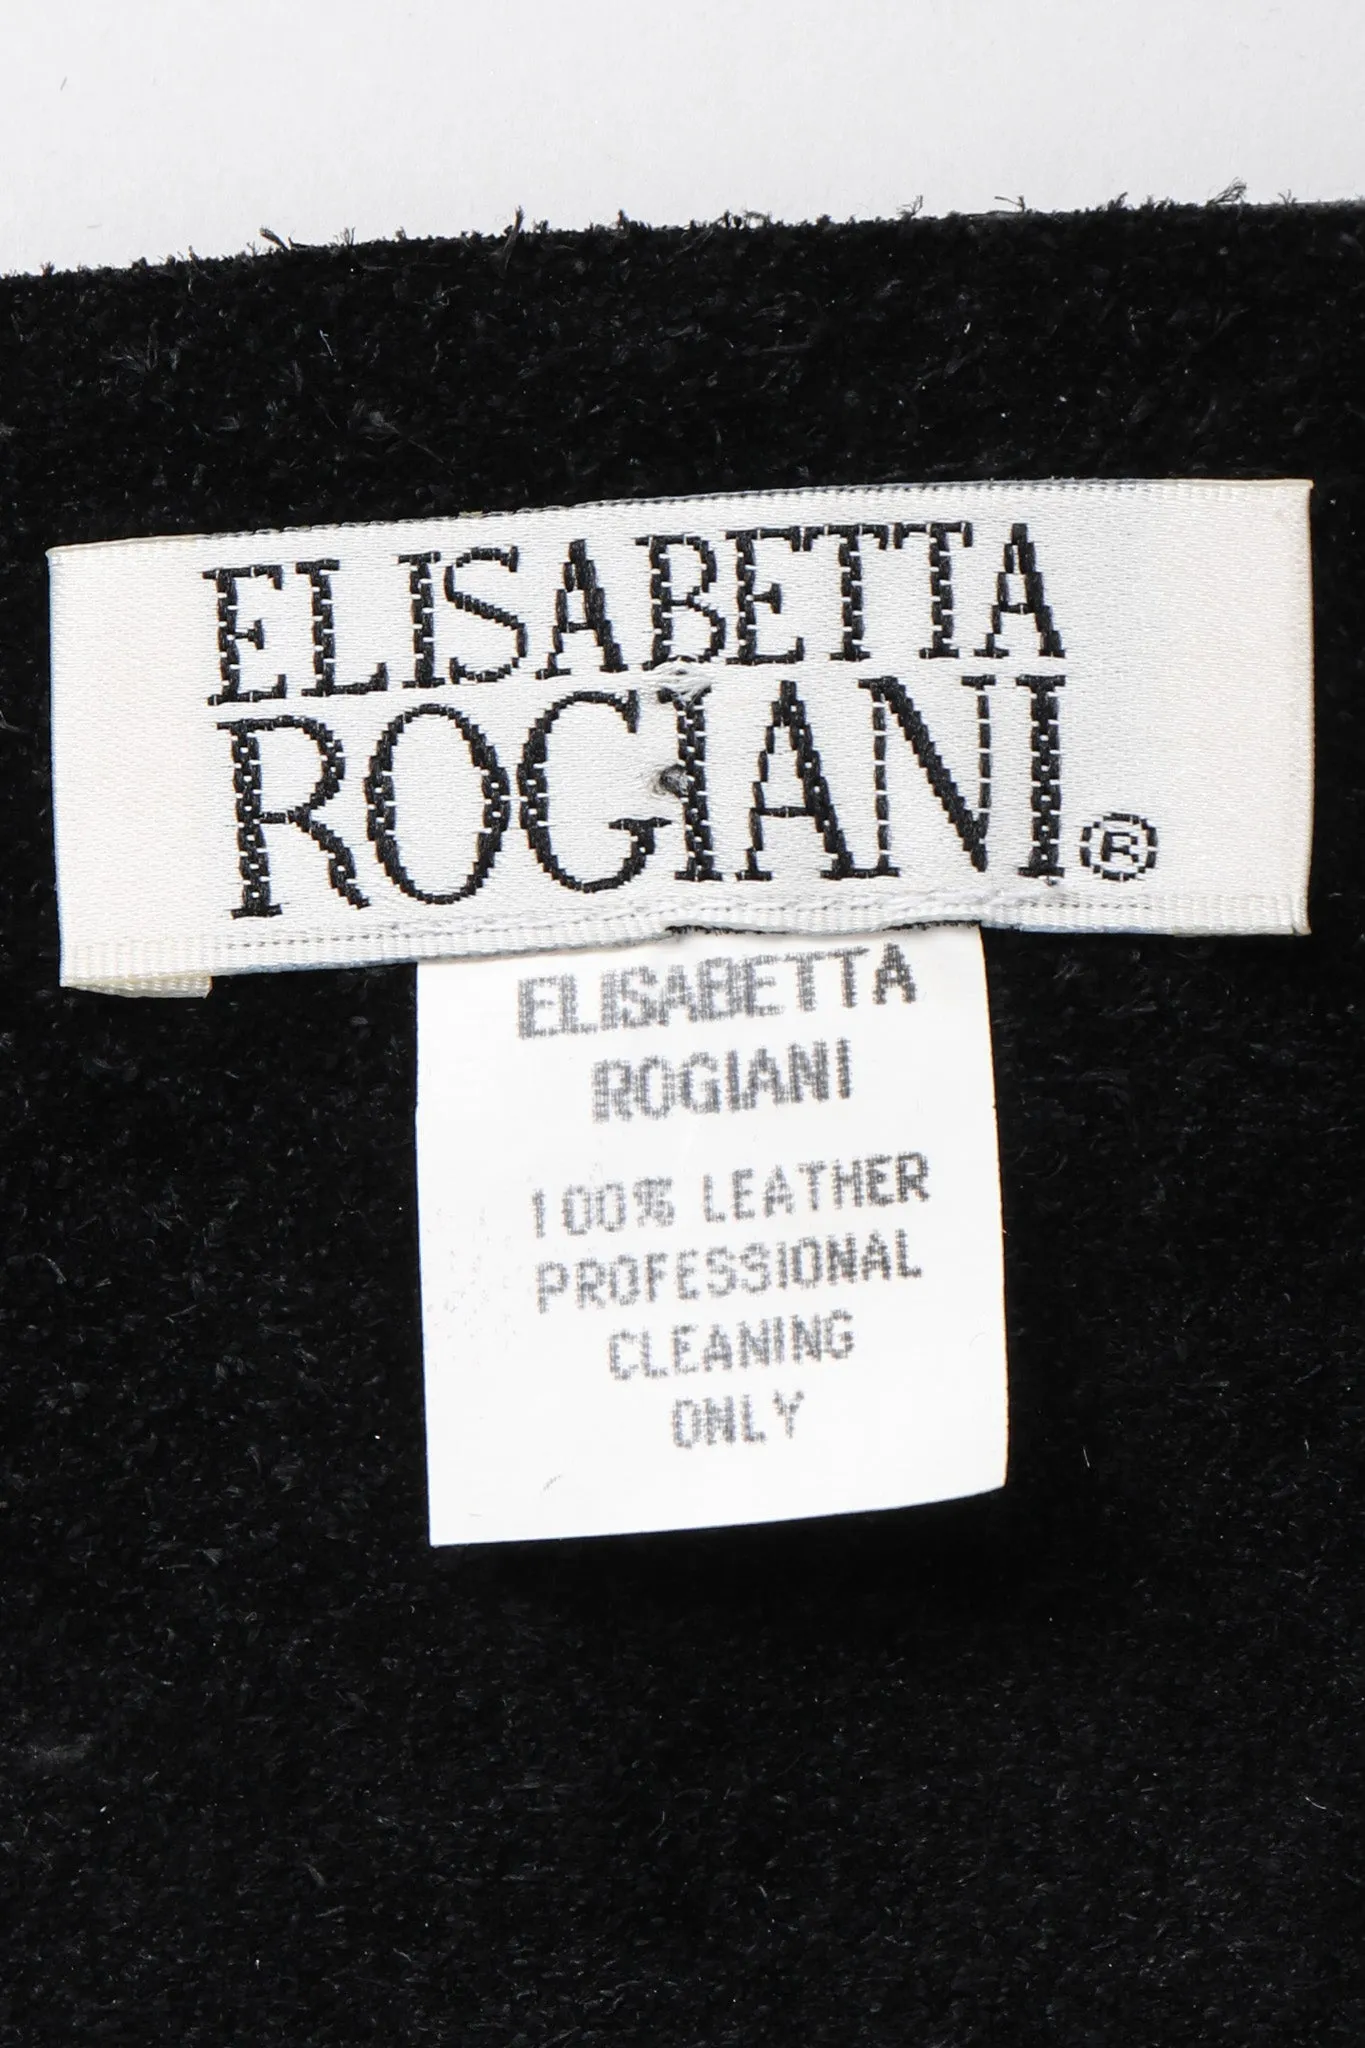 ELISABETTA
ROGIANI®
ELISABETTA
ROGIANI
100% LEATHER
PROFESSIONAL
CLEANING
ONLY